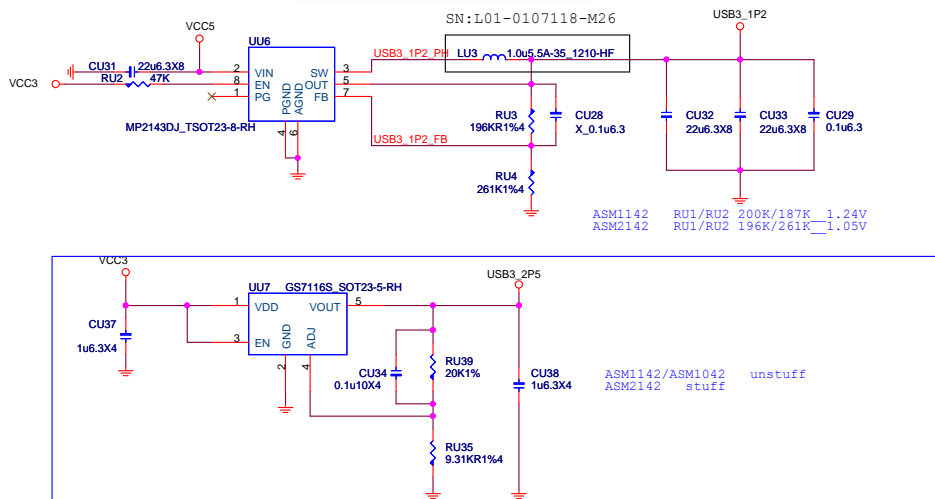 SN:L01-0107118-M26
USB3_1P2
VCC5
UU6
USB3_1P2_PH
LU3
1.0u5.5A-35_1210-HF
CU31
22u6.3X8
VCC3
RU2
47K
2
VIN
SW
3
8
EN
OUT
5
1
PG
FB
7
PGND
AGND
4
6
MP2143DJ_TSOT23-8-RH
USB3_1P2_FB
RU3
196KR1%4
CU28
X_0.1u6.3
CU32
22u6.3X8
CU33
22u6.3X8
CU29
0.1u6.3
RU4
261K1%4
ASM1142 RU1/RU2 200K/187K__1.24V
ASM2142 RU1/RU2 196K/261K__1.05V
VCC3
UU7
GS7116S_SOT23-5-RH
USB3_2P5
1
VDD
VOUT
5
3
EN
GND
ADJ
2
4
CU37
1u6.3X4
CU34
0.1u10X4
RU39
20K1%
CU38
1u6.3X4
ASM1142/ASM1042 unstuff
ASM2142 stuff
RU35
9.31KR1%4